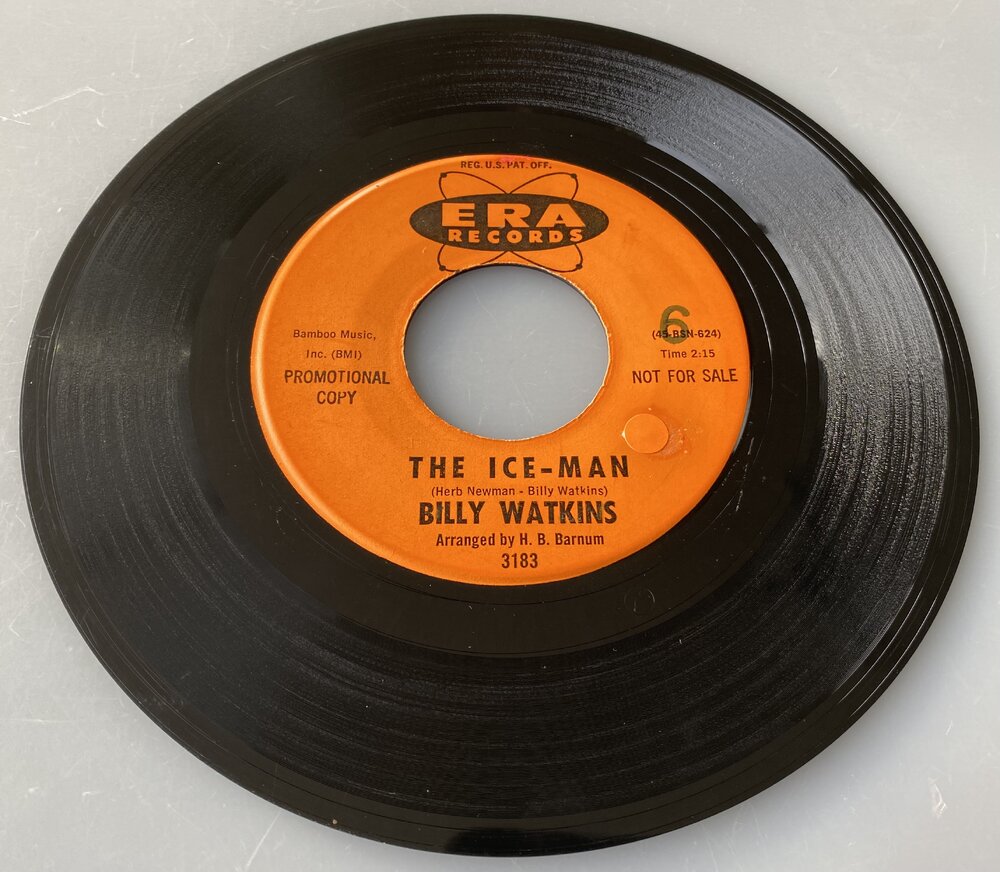 REG. U.S. PAT. OFF.
ERA
RECORDS
Bamboo Music,
Inc. (BMI)
PROMOTIONAL
COPY
6
(45-BSN-624)
Time 2:15
NOT FOR SALE
THE ICE-MAN
(Herb Newman - Billy Watkins)
BILLY WATKINS
Arranged by H. B. Barnum
3183